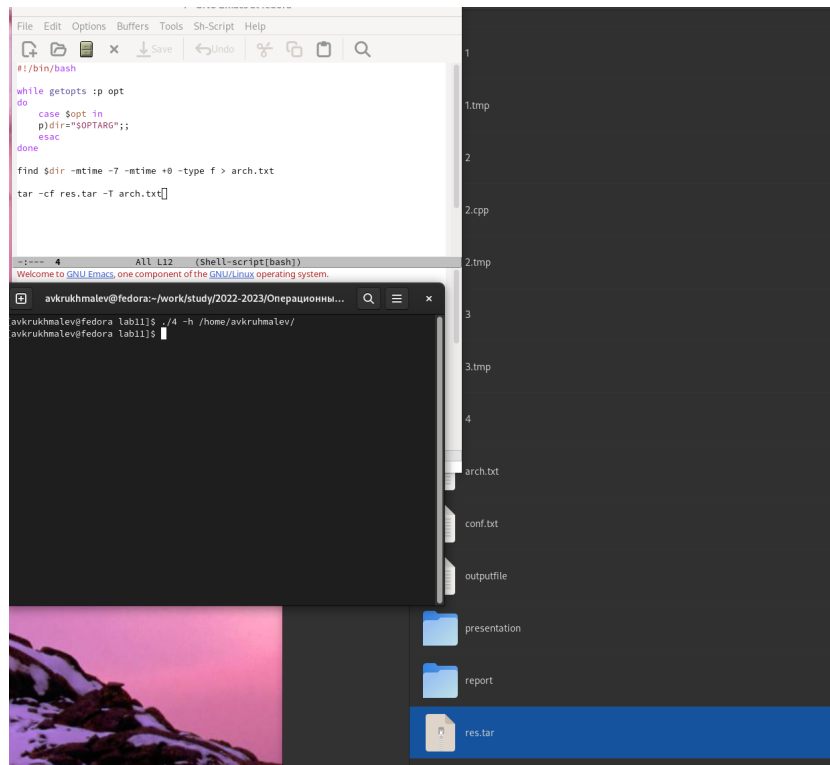 File Edit Options Buffers Tools Sh-Script Help
Save Undo
#!/bin/bash
while getopts :p opt
do
case $opt in
p)dir="$OPTARG";;
esac
done
find $dir -mtime -7 -mtime +0 -type f > arch.txt
tar -cf res.tar -T arch.txt
-:--- 4 All L12 (Shell-script[bash])
Welcome to GNU Emacs, one component of the GNU/Linux operating system.
avkrukhmalev@fedora:~/work/study/2022-2023/Операционны...
avkrukhmalev@fedora lab11]$ ./4 -h /home/avkruhmalev/
avkrukhmalev@fedora lab11]$
1
1.tmp
2
2.cpp
2.tmp
3
3.tmp
4
arch.txt
conf.txt
outputfile
presentation
report
res.tar